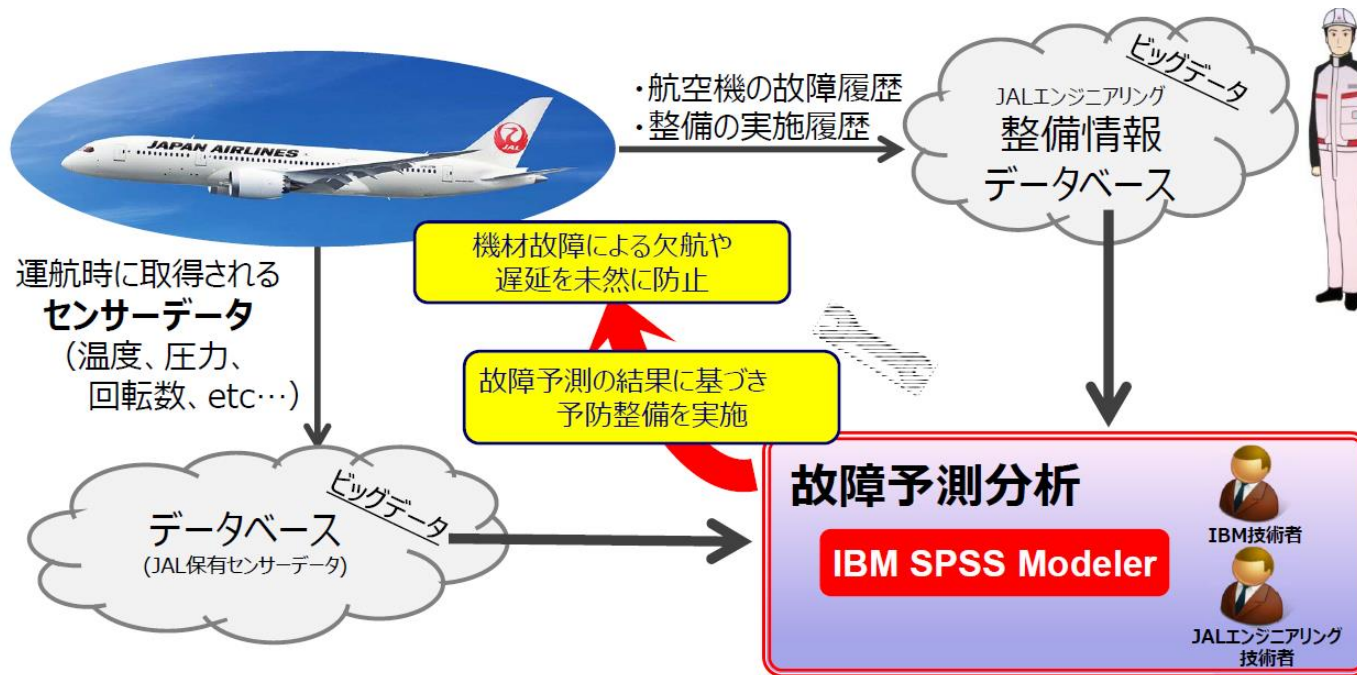 JAPAN AIRLINES
JAL
・航空機の故障履歴
・整備の実施履歴
ビッグデータ
JALエンジニアリング
整備情報
データベース
機材故障による欠航や
遅延を未然に防止
運航時に取得される
センサーデータ
(温度、圧力、
回転数、etc…)
故障予測の結果に基づき
予防整備を実施
ビッグデータ
データベース
(JAL保有センサーデータ)
故障予測分析
IBM SPSS Modeler
IBM技術者
JALエンジニアリング
技術者